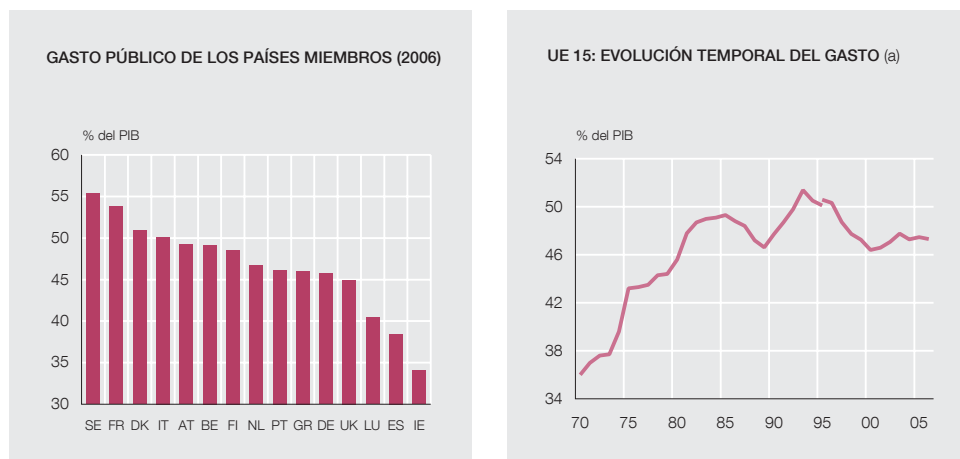 GASTO PÚBLICO DE LOS PAÍSES MIEMBROS (2006)
% del PIB
60
55
50
45
40
35
30
SE FR DK IT AT BE FI NL PT GR DE UK LU ES IE
UE 15: EVOLUCIÓN TEMPORAL DEL GASTO (a)
% del PIB
54
50
46
42
38
34
70 75 80 85 90 95 00 05